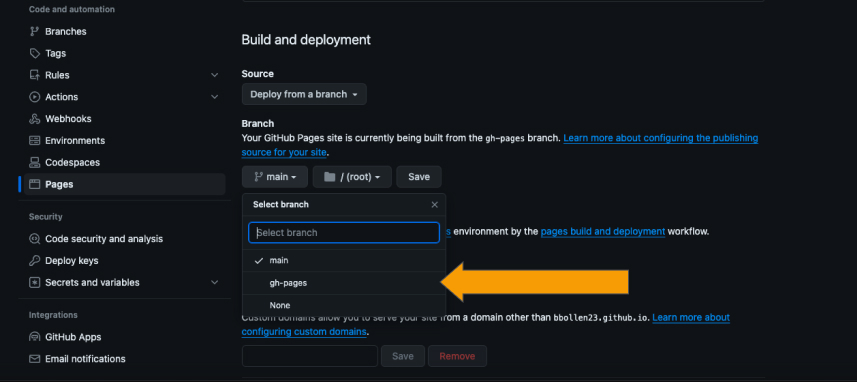 Code and automation
Branches
Tags
Rules
Actions
Webhooks
Environments
Codespaces
Pages
Security
Code security and analysis
Deploy keys
Secrets and variables
Integrations
GitHub Apps
Email notifications
Build and deployment
Source
Deploy from a branch
Branch
Your GitHub Pages site is currently being built from the gh-pages branch. Learn more about configuring the publishing
source for your site.
main / (root) Save
Select branch
Select branch
s environment by the pages build and deployment workflow.
main
gh-pages
None
Custom domains allow you to serve your site from a domain other than bbollen23.github.io. Learn more about
configuring custom domains.
Save Remove